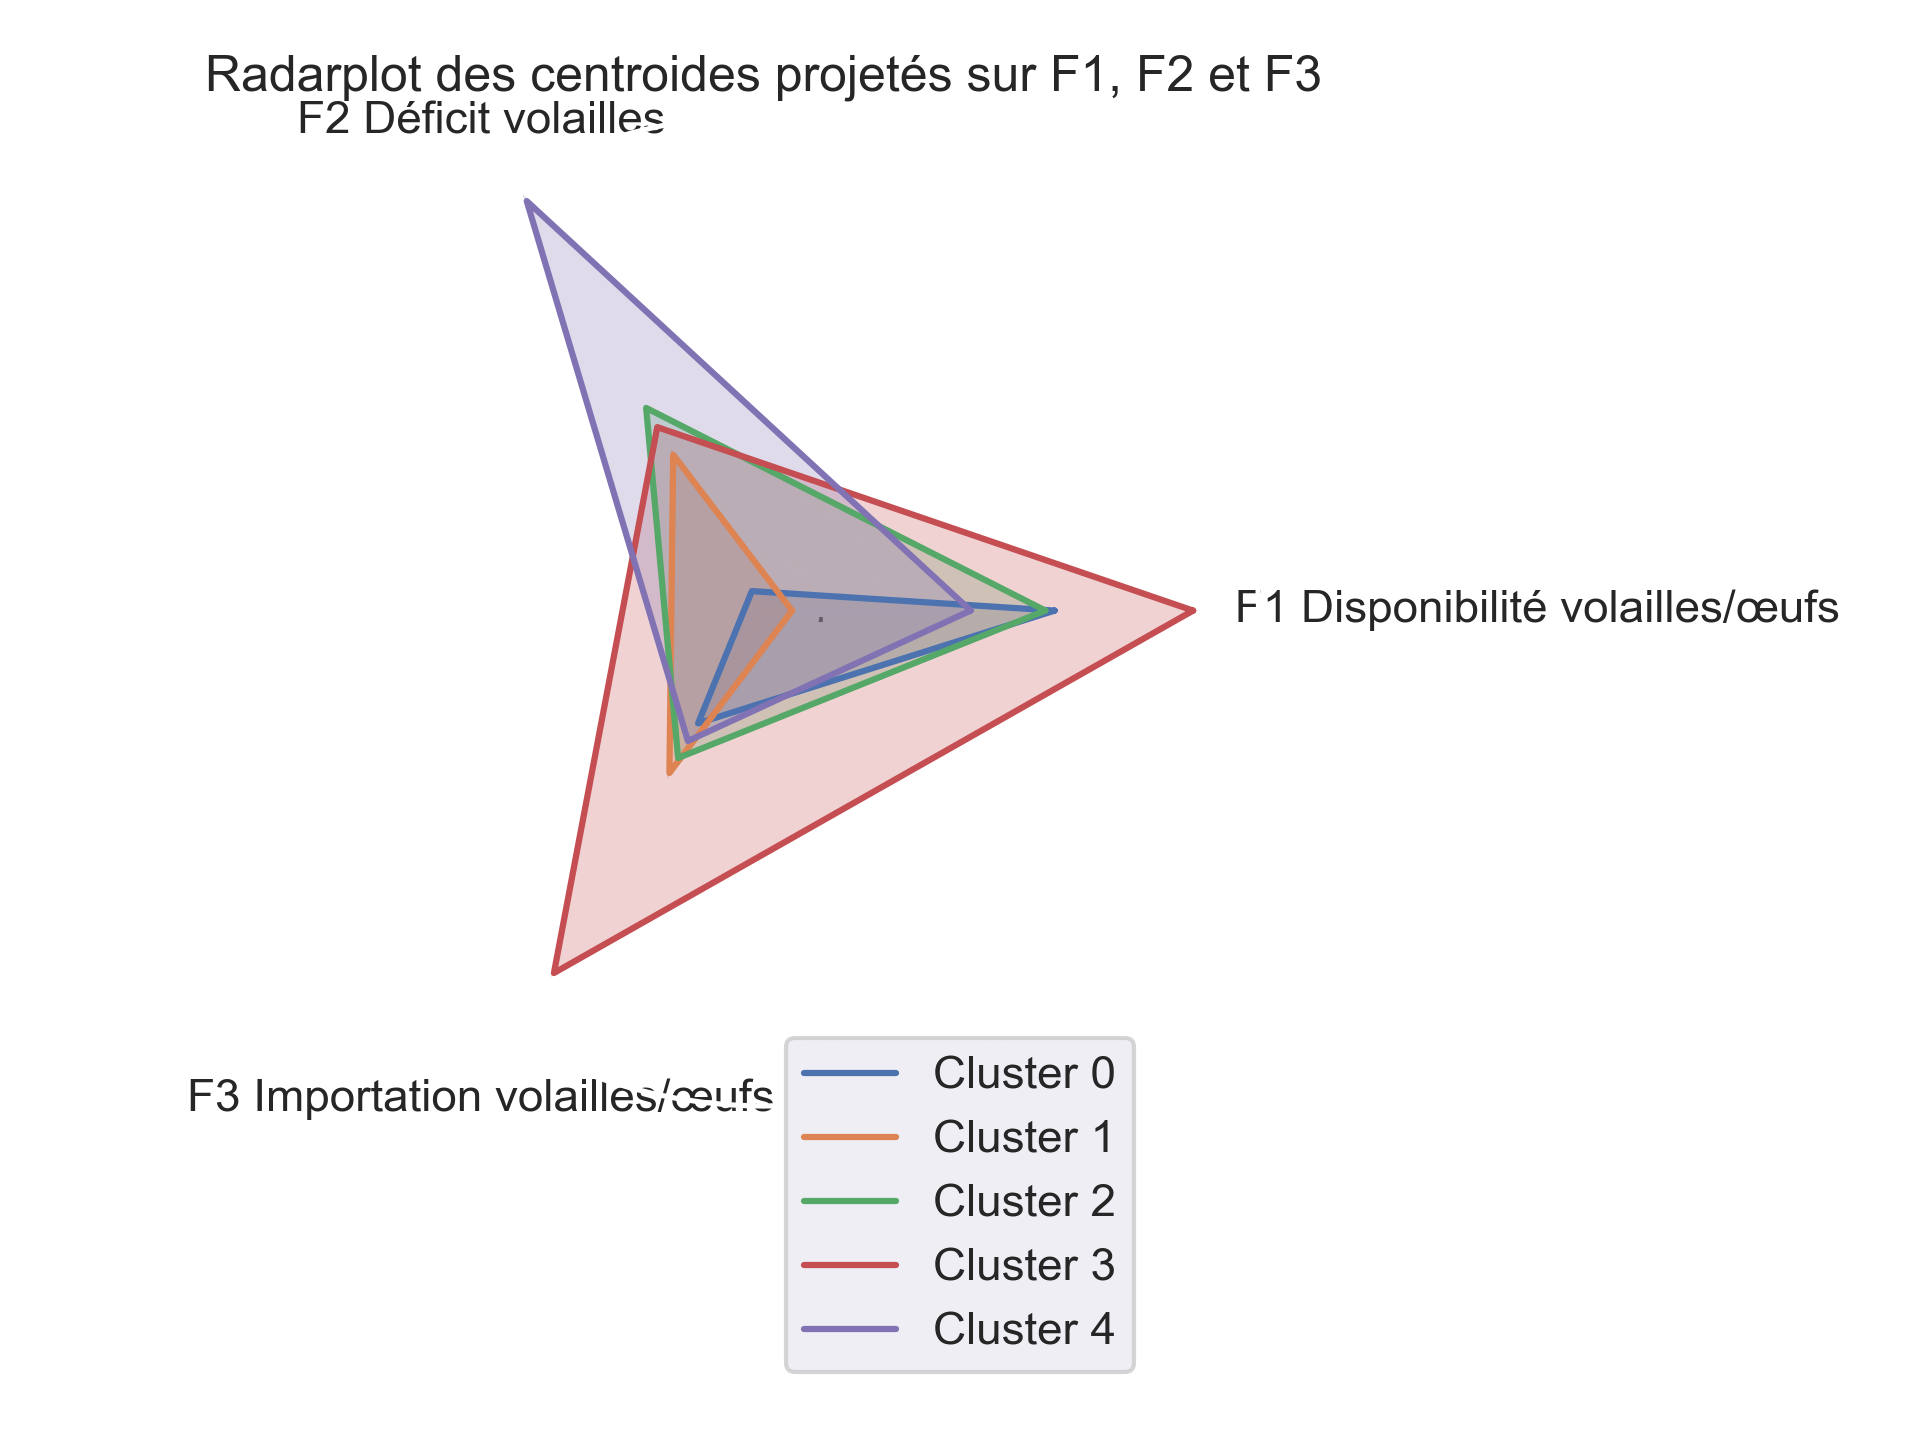 Radarplot des centroides projetés sur F1, F2 et F3
F2 Déficit volailles
F1 Disponibilité volailles/œufs
F3 Importation volailles/œufs
Cluster 0
Cluster 1
Cluster 2
Cluster 3
Cluster 4